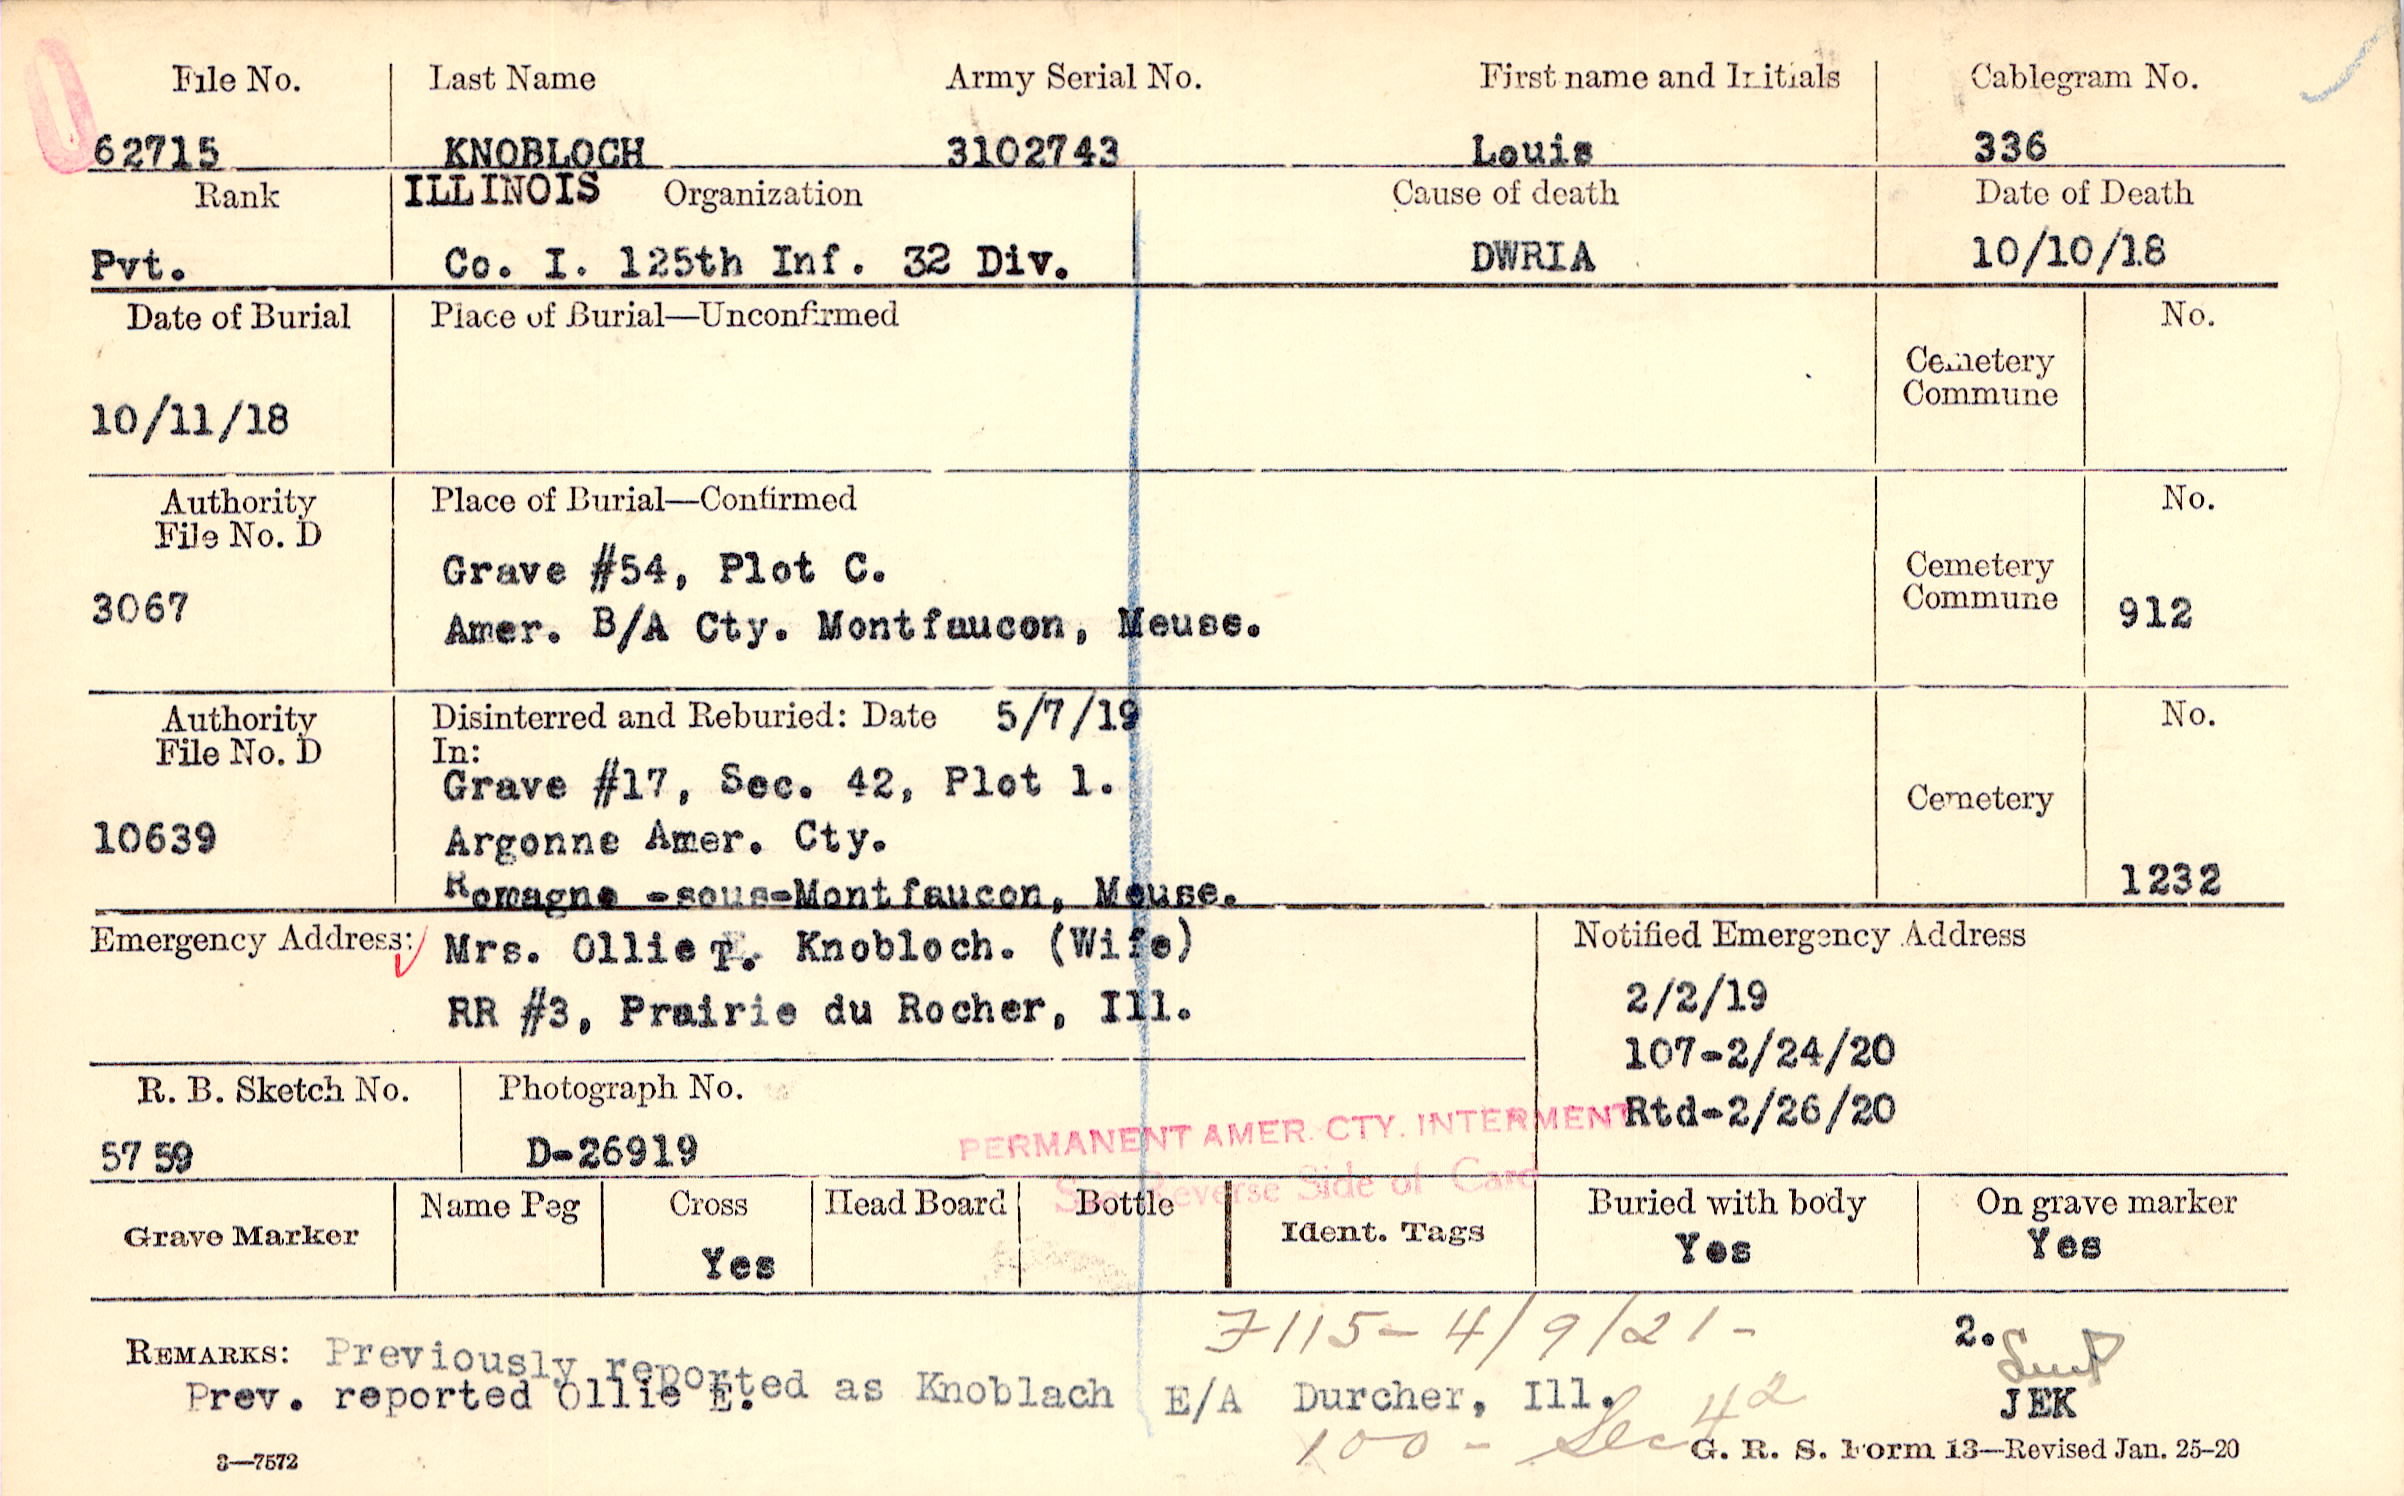 File No. Last Name Army Serial No. First name and Initials Cablegram No.
62715 KNOBLOCH 3102743 Louis 336
Rank ILLINOIS Organization Cause of death Date of Death
Pvt. Co. I. 125th Inf. 32 Div. DWRIA 10/10/18
Date of Burial Place of Burial—Unconfirmed No.
Cemetery
Commune
10/11/18
Authority Place of Burial—Confirmed No.
File No. D
Grave #54, Plot C. Cemetery
3067 Commune 912
Amer. B/A Cty. Montfaucon, Meuse.
Authority Disinterred and Reburied: Date 5/7/19 No.
File No. D In:
Grave #17, Sec. 42, Plot 1. Cemetery
10639 Argonne Amer. Cty.
Romagne -sous-Montfaucon, Meuse. 1232
Emergency Address: Mrs. Ollie T. Knobloch. (Wife) Notified Emergency Address
RR #3, Prairie du Rocher, Ill. 2/2/19
107-2/24/20
R. B. Sketch No. Photograph No. Rtd-2/26/20
5759 D-26919
PERMANENT AMER. CTY. INTERMENT
See Reverse Side of Card
Grave Marker Name Peg Cross Head Board Bottle Ident. Tags Buried with body On grave marker
Yes Yes Yes
7115- 4/9/21- 2.
REMARKS: Previously reported as Knoblach E/A Durcher, Ill.
Prev. reported Ollie E. JEK
100- Sec 42
3—7572 G. R. S. Form 13—Revised Jan. 25-20